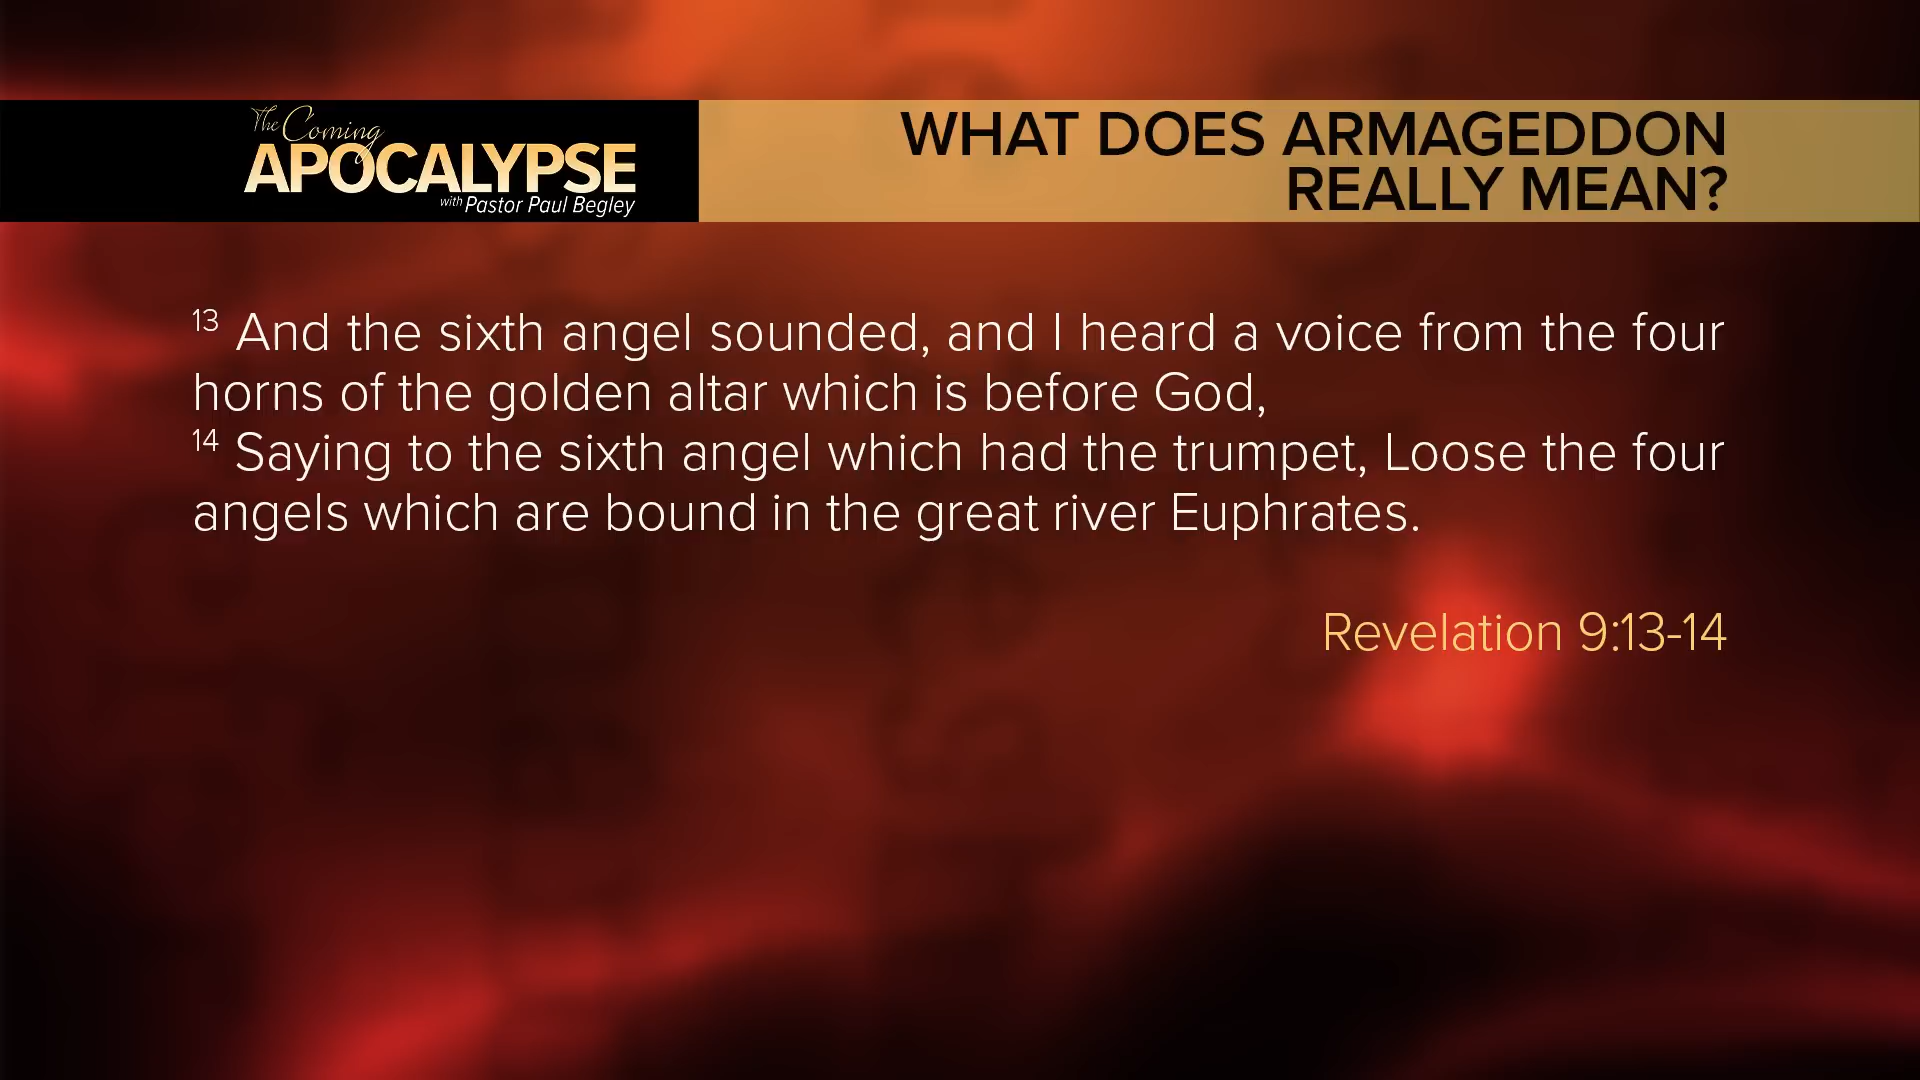 The Coming
APOCALYPSE
with Pastor Paul Begley
WHAT DOES ARMAGEDDON
REALLY MEAN?
13 And the sixth angel sounded, and I heard a voice from the four
horns of the golden altar which is before God,
14 Saying to the sixth angel which had the trumpet, Loose the four
angels which are bound in the great river Euphrates.
Revelation 9:13-14